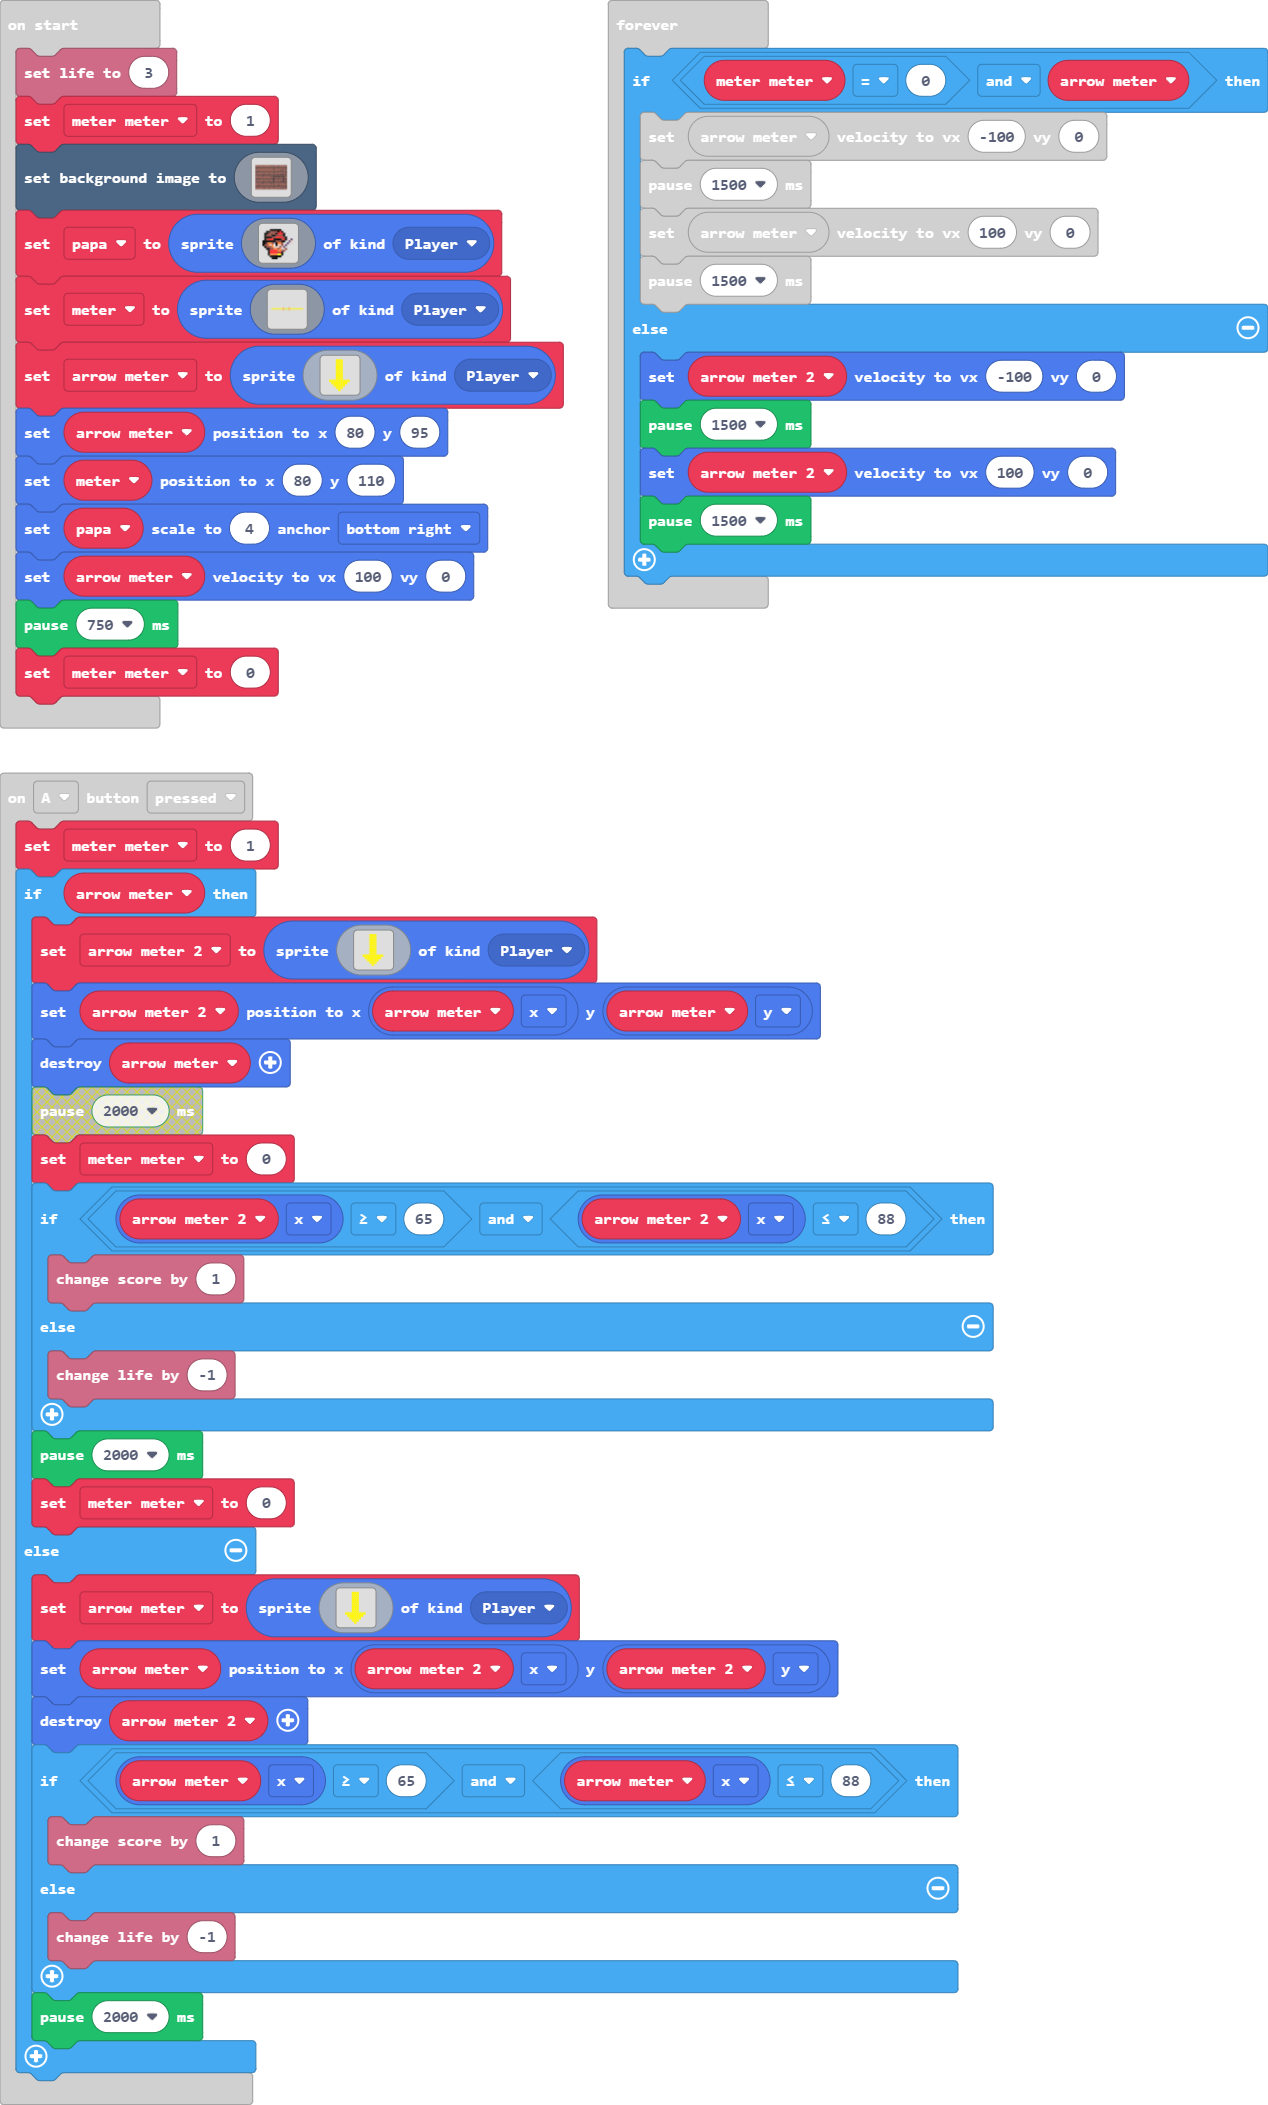 on start
set life to 3
set meter meter to 1
set background image to
set papa to sprite of kind Player
set meter to sprite of kind Player
set arrow meter to sprite of kind Player
set arrow meter position to x 80 y 95
set meter position to x 80 y 110
set papa scale to 4 anchor bottom right
set arrow meter velocity to vx 100 vy 0
pause 750 ms
set meter meter to 0
forever
if meter meter = 0 and arrow meter then
set arrow meter velocity to vx -100 vy 0
pause 1500 ms
set arrow meter velocity to vx 100 vy 0
pause 1500 ms
else
set arrow meter 2 velocity to vx -100 vy 0
pause 1500 ms
set arrow meter 2 velocity to vx 100 vy 0
pause 1500 ms
on A button pressed
set meter meter to 1
if arrow meter then
set arrow meter 2 to sprite of kind Player
set arrow meter 2 position to x arrow meter x y arrow meter y
destroy arrow meter
pause 2000 ms
set meter meter to 0
if arrow meter 2 x ≥ 65 and arrow meter 2 x ≤ 88 then
change score by 1
else
change life by -1
pause 2000 ms
set meter meter to 0
else
set arrow meter to sprite of kind Player
set arrow meter position to x arrow meter 2 x y arrow meter 2 y
destroy arrow meter 2
if arrow meter x ≥ 65 and arrow meter x ≤ 88 then
change score by 1
else
change life by -1
pause 2000 ms